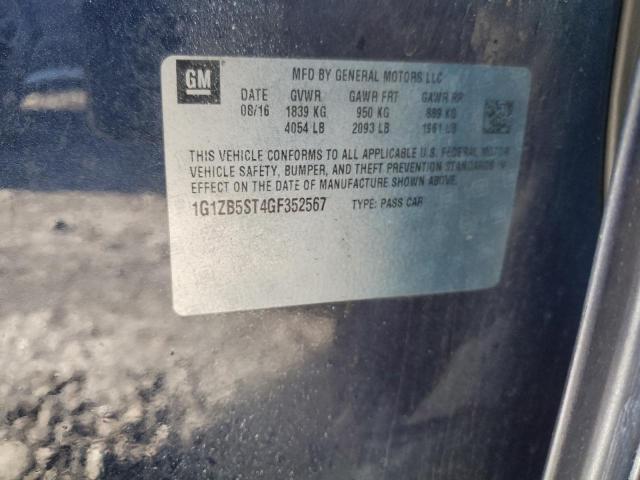 GM
MFD BY GENERAL MOTORS LLC
DATE GVWR GAWR FRT GAWR RR
08/16 1839 KG 950 KG 889 KG
4054 LB 2093 LB 1961 LB
THIS VEHICLE CONFORMS TO ALL APPLICABLE U.S. FEDERAL MOTOR
VEHICLE SAFETY, BUMPER, AND THEFT PREVENTION STANDARDS IN
EFFECT ON THE DATE OF MANUFACTURE SHOWN ABOVE.
1G1ZB5ST4GF352567 TYPE: PASS CAR